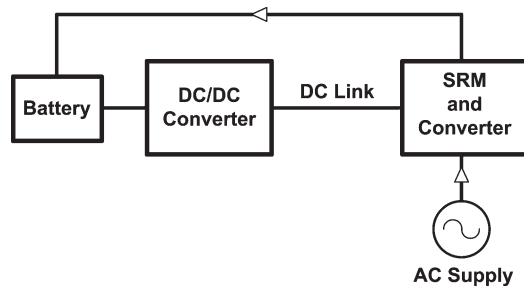 Battery
DC/DC
Converter
DC Link
SRM
and
Converter
AC Supply